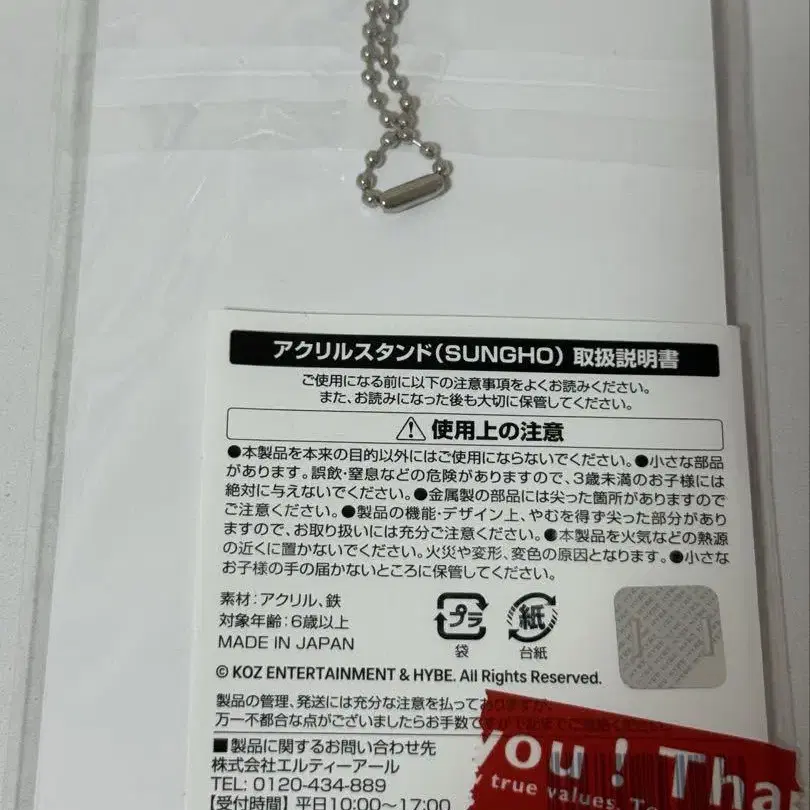 アクリルスタンド(SUNGHO) 取扱説明書
ご使用になる前に以下の注意事項をよくお読みください。
また、お読みになった後も大切に保管してください。
使用上の注意
●本製品を本来の目的以外にはご使用にならないでください。●小さな部品
があります。誤飲・窒息などの危険がありますので、3歳未満のお子様には
絶対に与えないでください。●金属製の部品には尖った箇所がありますので
ご注意ください。●製品の機能・デザイン上、やむを得ず尖った部分があり
ますので、お取り扱いには充分ご注意ください。●本製品を火気などの熱源
の近くに置かないでください。火災や変形、変色の原因となります。●小さな
お子様の手の届かないところに保管してください。
素材:アクリル、鉄
対象年齢:6歳以上
MADE IN JAPAN
プラ
袋
紙
台紙
© KOZ ENTERTAINMENT & HYBE. All Rights Reserved.
製品の管理、発送には充分な注意を払って
万一不都合な点がございましたらお手数で
■製品に関するお問い合わせ先
株式会社エルティーアール
TEL: 0120-434-889
【受付時間】平日10:00〜17:00
you! Tha
true values.